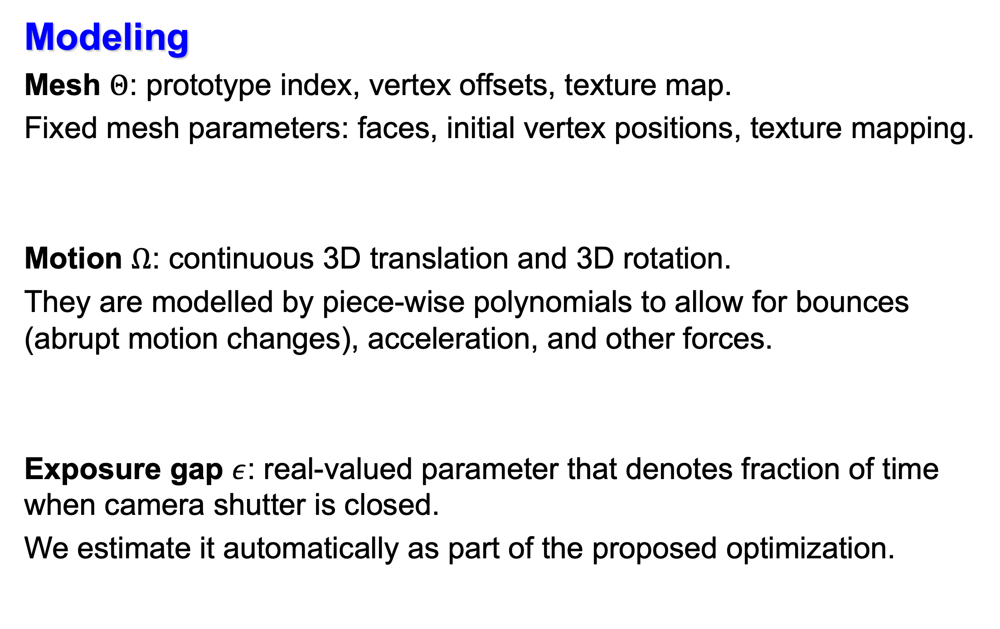 Modeling
Mesh Θ: prototype index, vertex offsets, texture map.
Fixed mesh parameters: faces, initial vertex positions, texture mapping.
Motion Ω: continuous 3D translation and 3D rotation.
They are modelled by piece-wise polynomials to allow for bounces
(abrupt motion changes), acceleration, and other forces.
Exposure gap ϵ: real-valued parameter that denotes fraction of time
when camera shutter is closed.
We estimate it automatically as part of the proposed optimization.